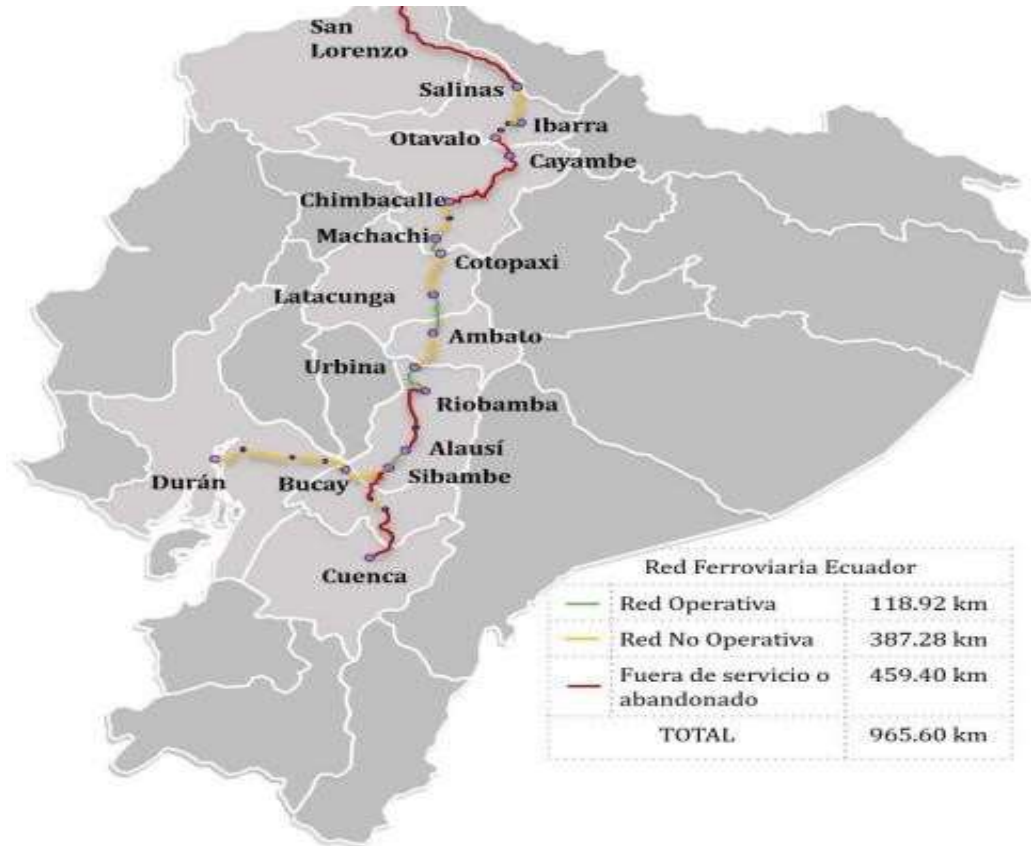 San
Lorenzo
Salinas
Ibarra
Otavalo
Cayambe
Chimbacalle
Machachi
Cotopaxi
Latacunga
Ambato
Urbina
Riobamba
Alausí
Sibambe
Durán
Bucay
Cuenca
Red Ferroviaria Ecuador
Red Operativa 118.92 km
Red No Operativa 387.28 km
Fuera de servicio o 459.40 km
abandonado
TOTAL 965.60 km